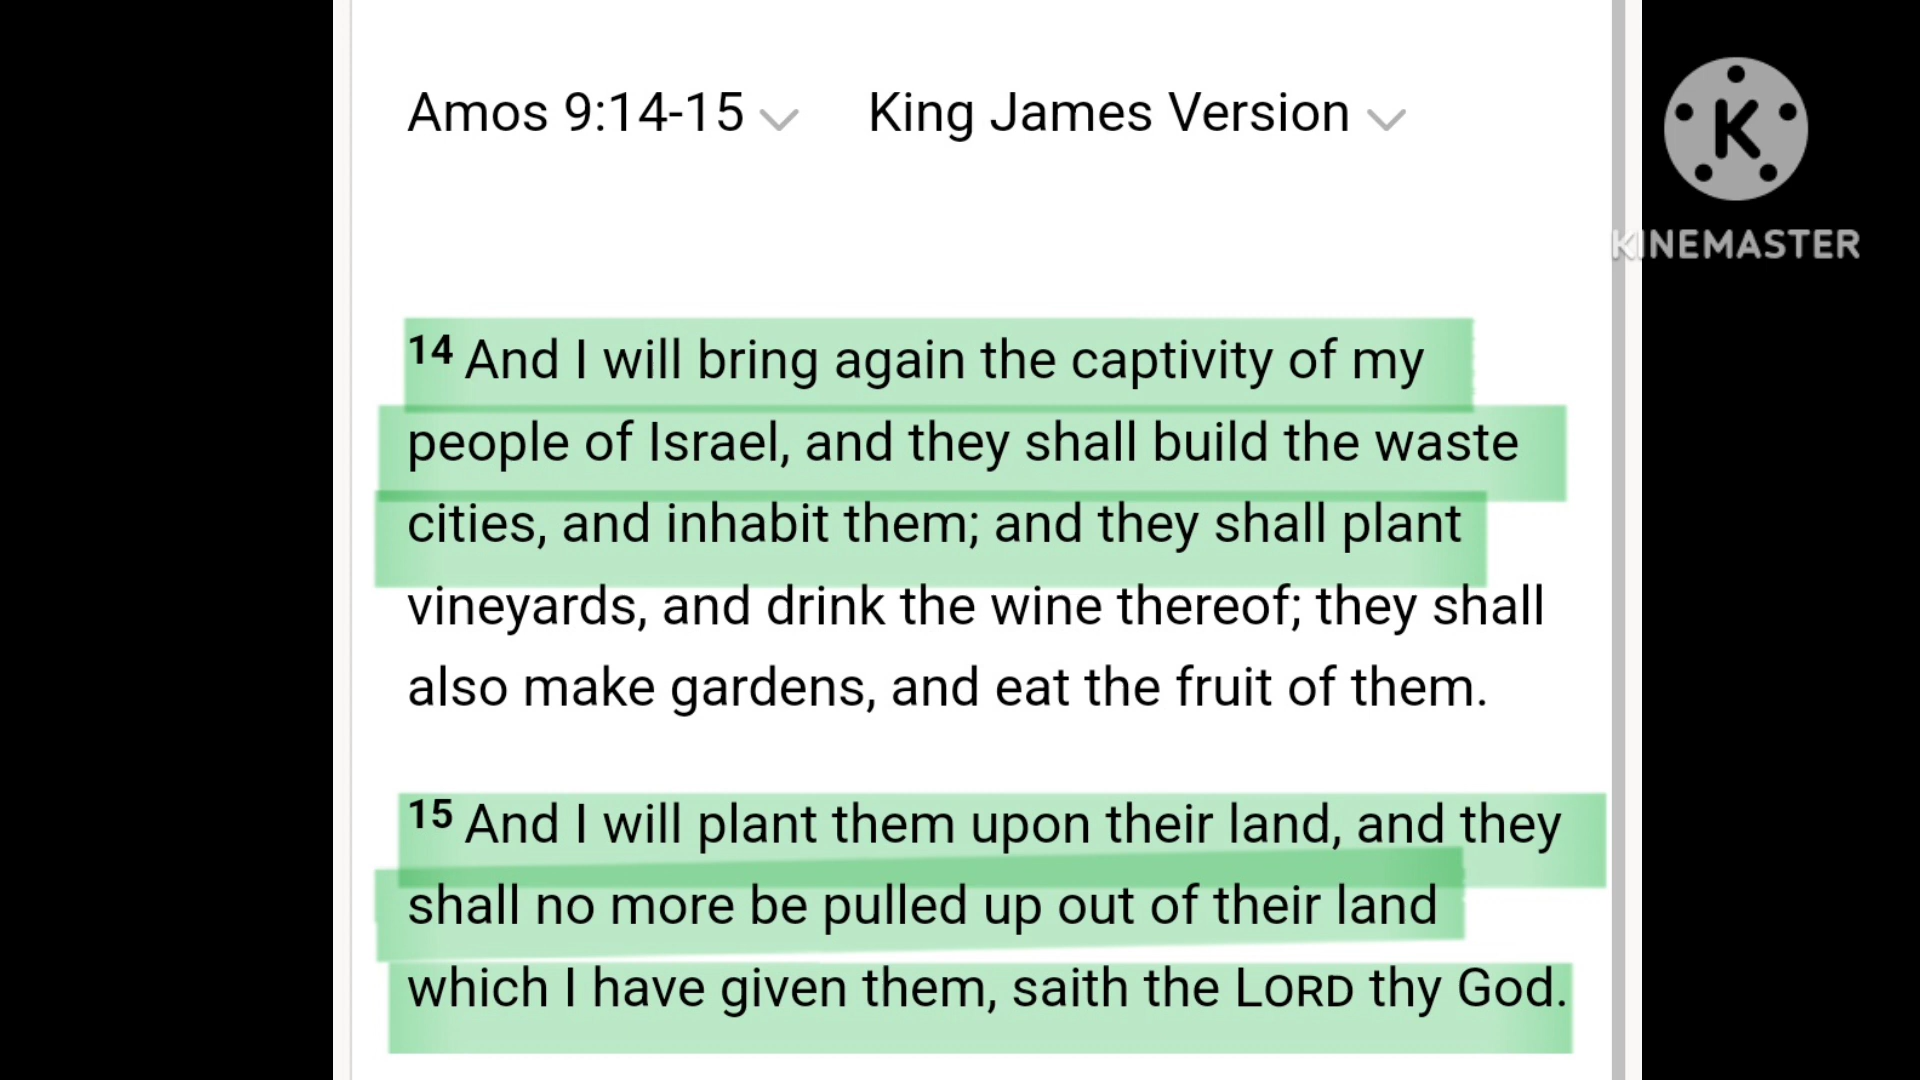 Amos 9:14-15 King James Version
K
KINEMASTER
14 And I will bring again the captivity of my
people of Israel, and they shall build the waste
cities, and inhabit them; and they shall plant
vineyards, and drink the wine thereof; they shall
also make gardens, and eat the fruit of them.
15 And I will plant them upon their land, and they
shall no more be pulled up out of their land
which I have given them, saith the LORD thy God.